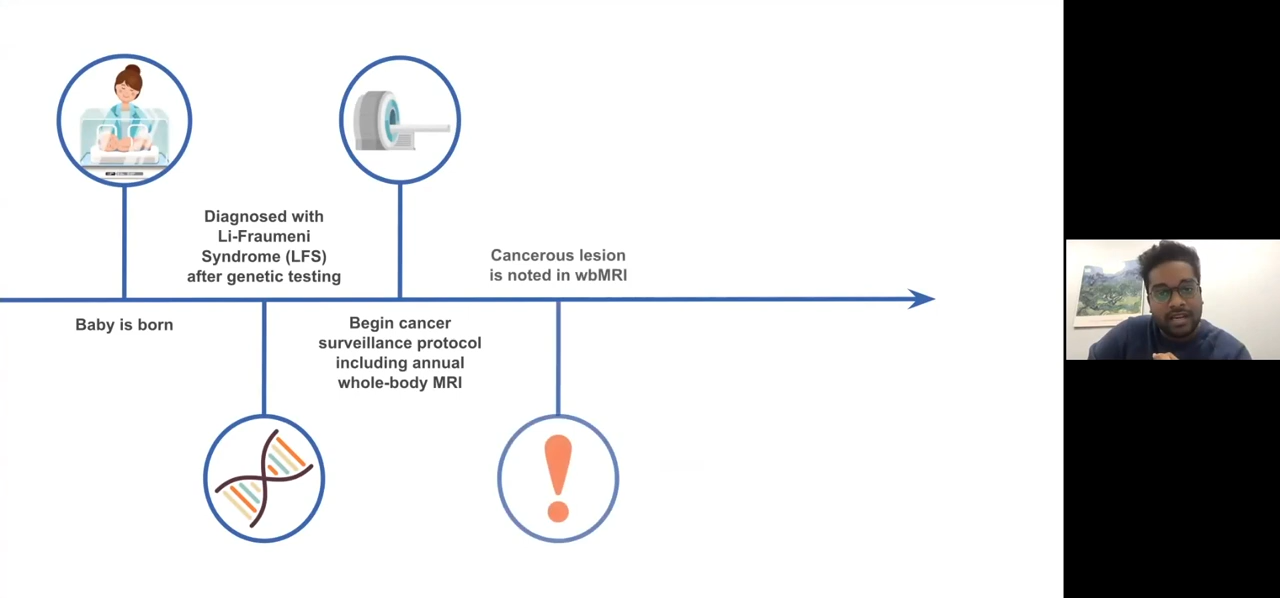 Diagnosed with
Li-Fraumeni
Syndrome (LFS)
after genetic testing
Cancerous lesion
is noted in wbMRI
Baby is born
Begin cancer
surveillance protocol
including annual
whole-body MRI